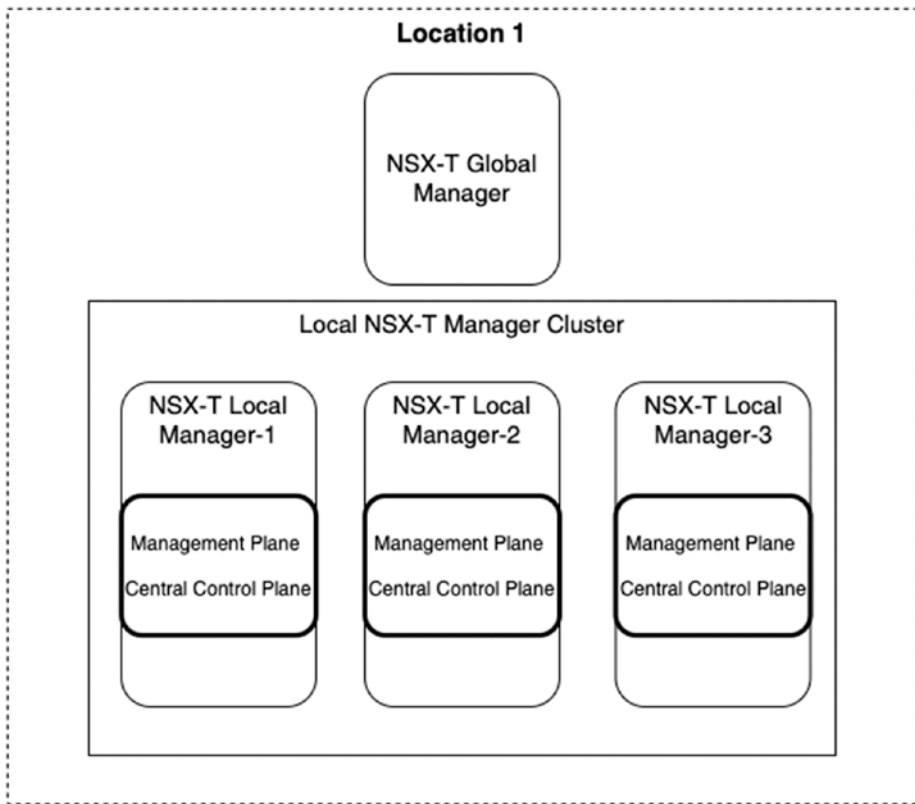 Location 1
NSX-T Global
Manager
Local NSX-T Manager Cluster
NSX-T Local
Manager-1
Management Plane
Central Control Plane
NSX-T Local
Manager-2
Management Plane
Central Control Plane
NSX-T Local
Manager-3
Management Plane
Central Control Plane